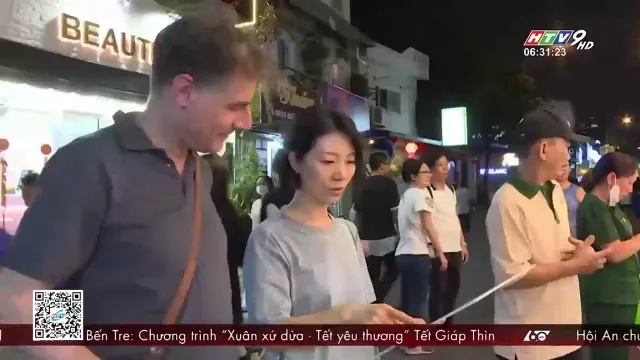 BEAUT
HTV9 HD
06:31:23
Bến Tre: Chương trình “Xuân xứ dừa - Tết yêu thương” Tết Giáp Thìn
60
Hội An ch